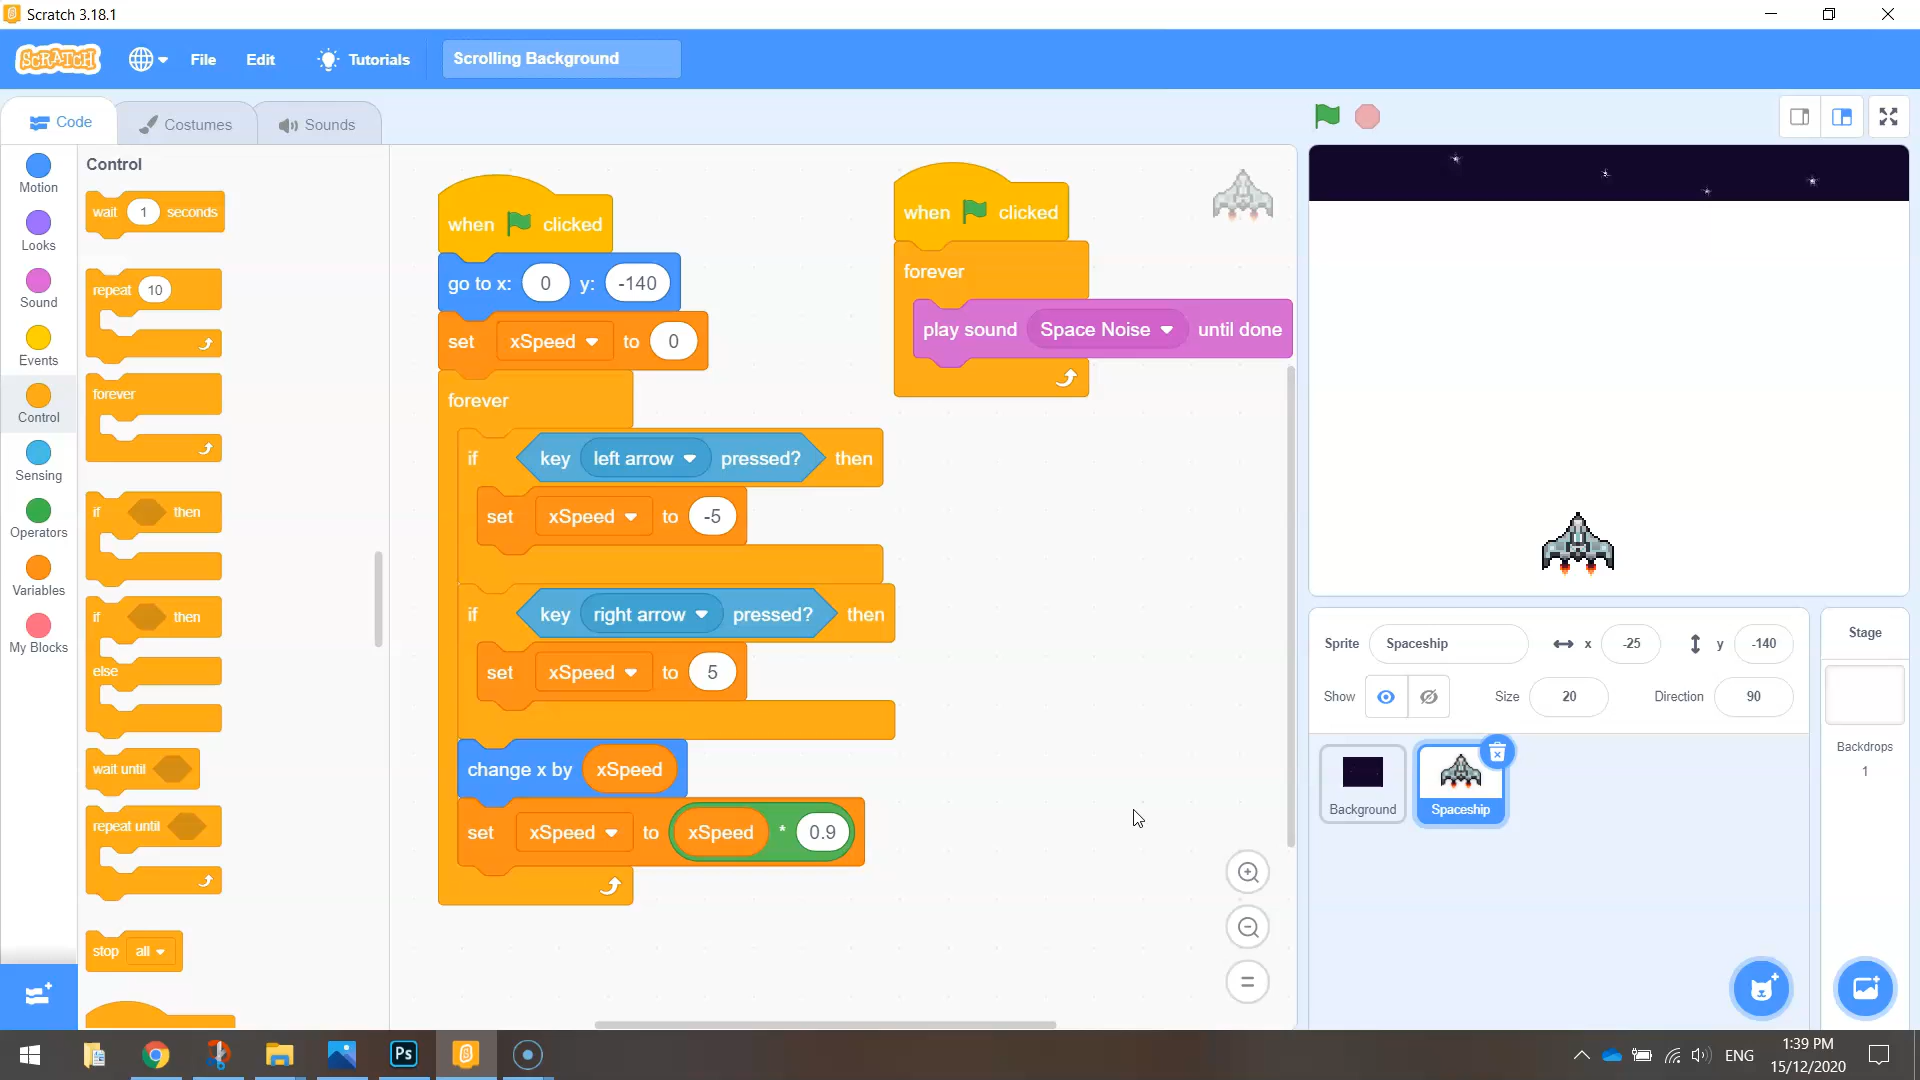 Scratch 3.18.1
SCRATCH
File
Edit
Tutorials
Scrolling Background
Code
Costumes
Sounds
Motion
Looks
Sound
Events
Control
Sensing
Operators
Variables
My Blocks
Control
wait 1 seconds
repeat 10
forever
if then
if then
else
wait until
repeat until
stop all
when clicked
go to x: 0 y: -140
set xSpeed to 0
forever
if key left arrow pressed? then
set xSpeed to -5
if key right arrow pressed? then
set xSpeed to 5
change x by xSpeed
set xSpeed to xSpeed * 0.9
when clicked
forever
play sound Space Noise until done
Sprite Spaceship x -25 y -140
Show Size 20 Direction 90
Background
Spaceship
Stage
Backdrops
1
Ps
ENG
1:39 PM
15/12/2020